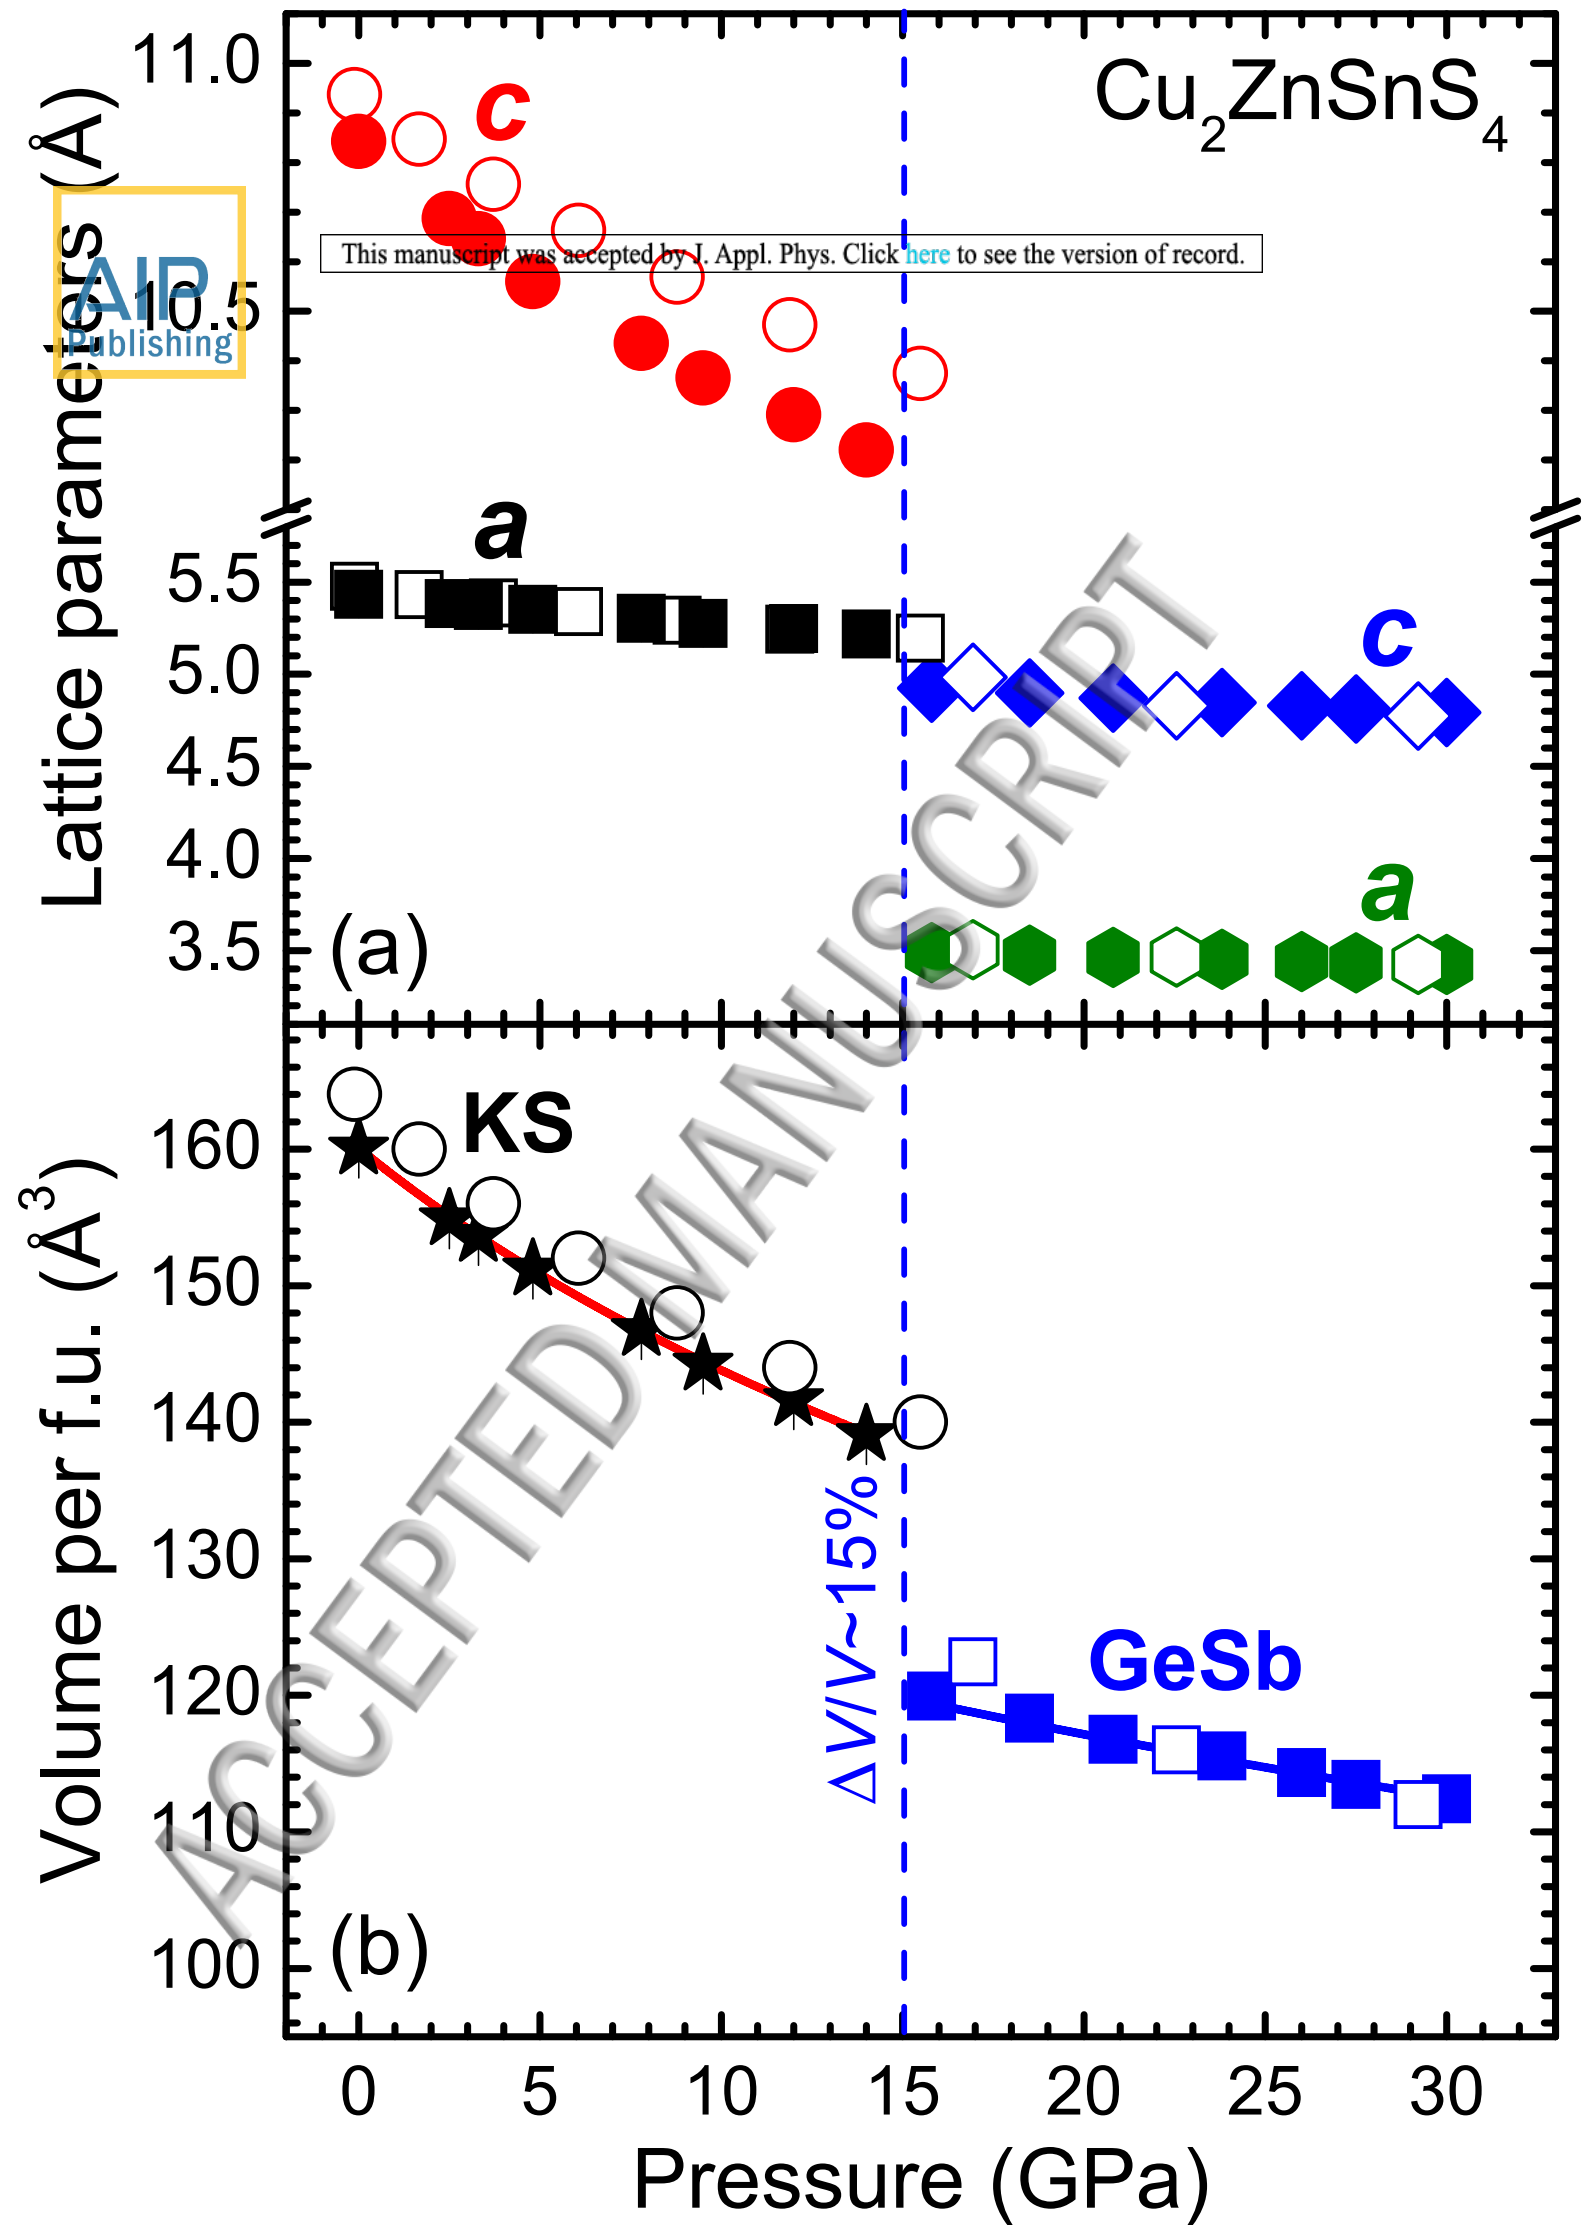 Cu2ZnSnS4
c
This manuscript was accepted by J. Appl. Phys. Click here to see the version of record.
AIP
Publishing
Lattice parameters (Å)
11.0
10.5
a
5.5
5.0
4.5
4.0
3.5
c
a
(a)
ACCEPTED MANUSCRIPT
Volume per f.u. (Å3)
160
150
140
130
120
110
100
KS
ΔV/V~15%
GeSb
(b)
0 5 10 15 20 25 30
Pressure (GPa)